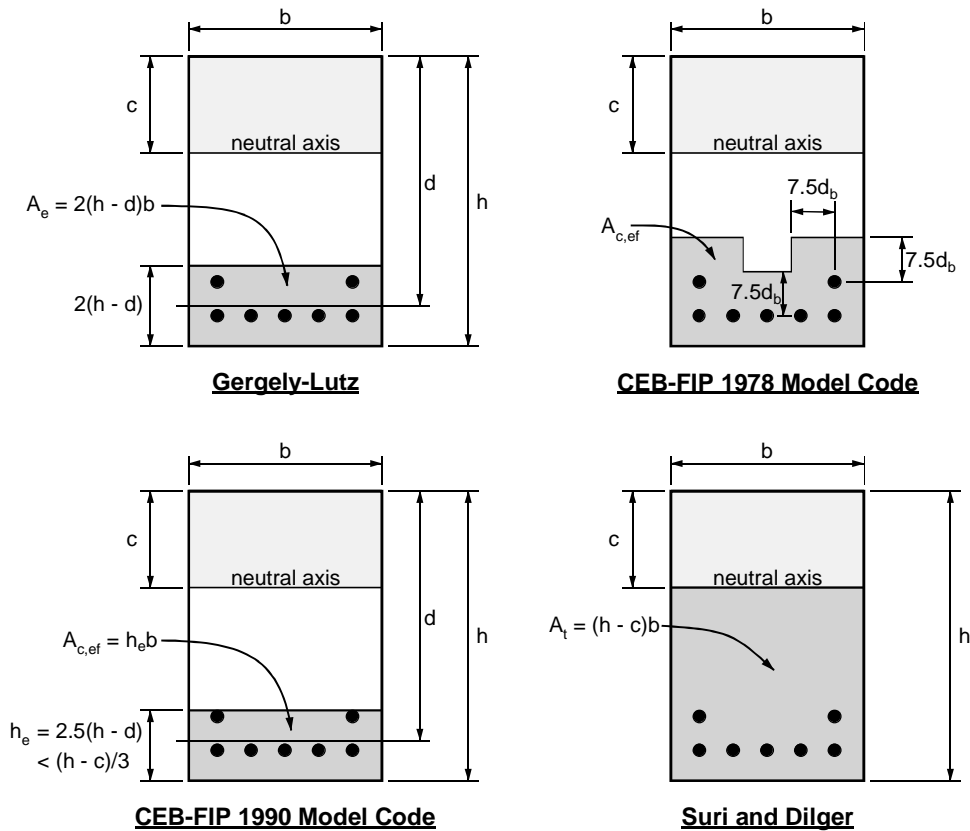 b
c
neutral axis
d
h
A_e = 2(h - d)b
2(h - d)
Gergely-Lutz
b
c
neutral axis
7.5d_b
A_c,ef
7.5d_b
7.5d_b
CEB-FIP 1978 Model Code
b
c
neutral axis
d
h
A_c,ef = h_eb
h_e = 2.5(h - d)
< (h - c)/3
CEB-FIP 1990 Model Code
b
c
neutral axis
h
A_t = (h - c)b
Suri and Dilger